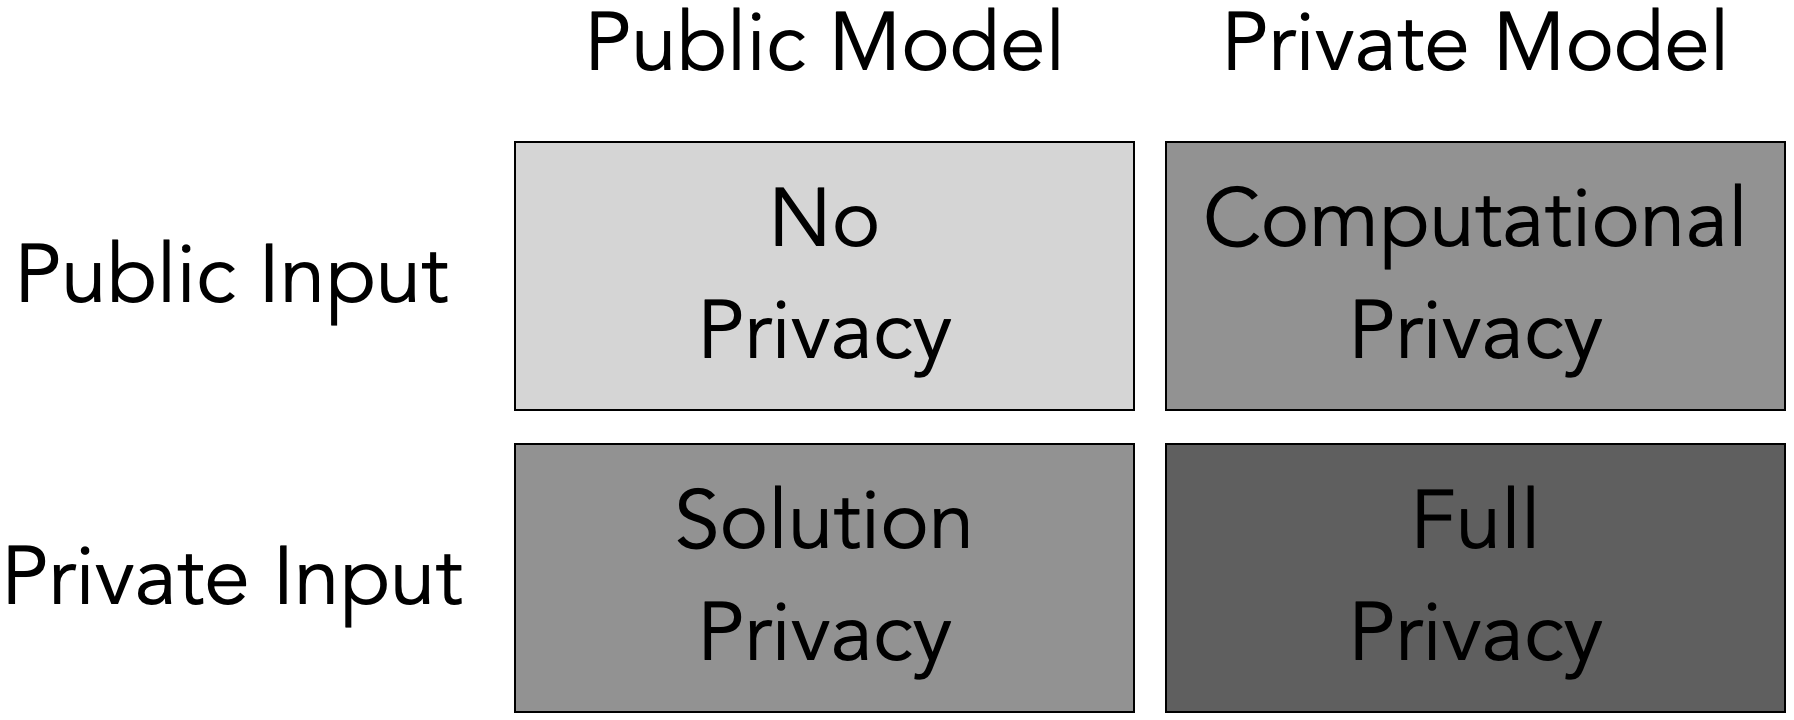 Public Model Private Model
No
Privacy
Computational
Privacy
Public Input
Solution
Privacy
Full
Privacy
Private Input